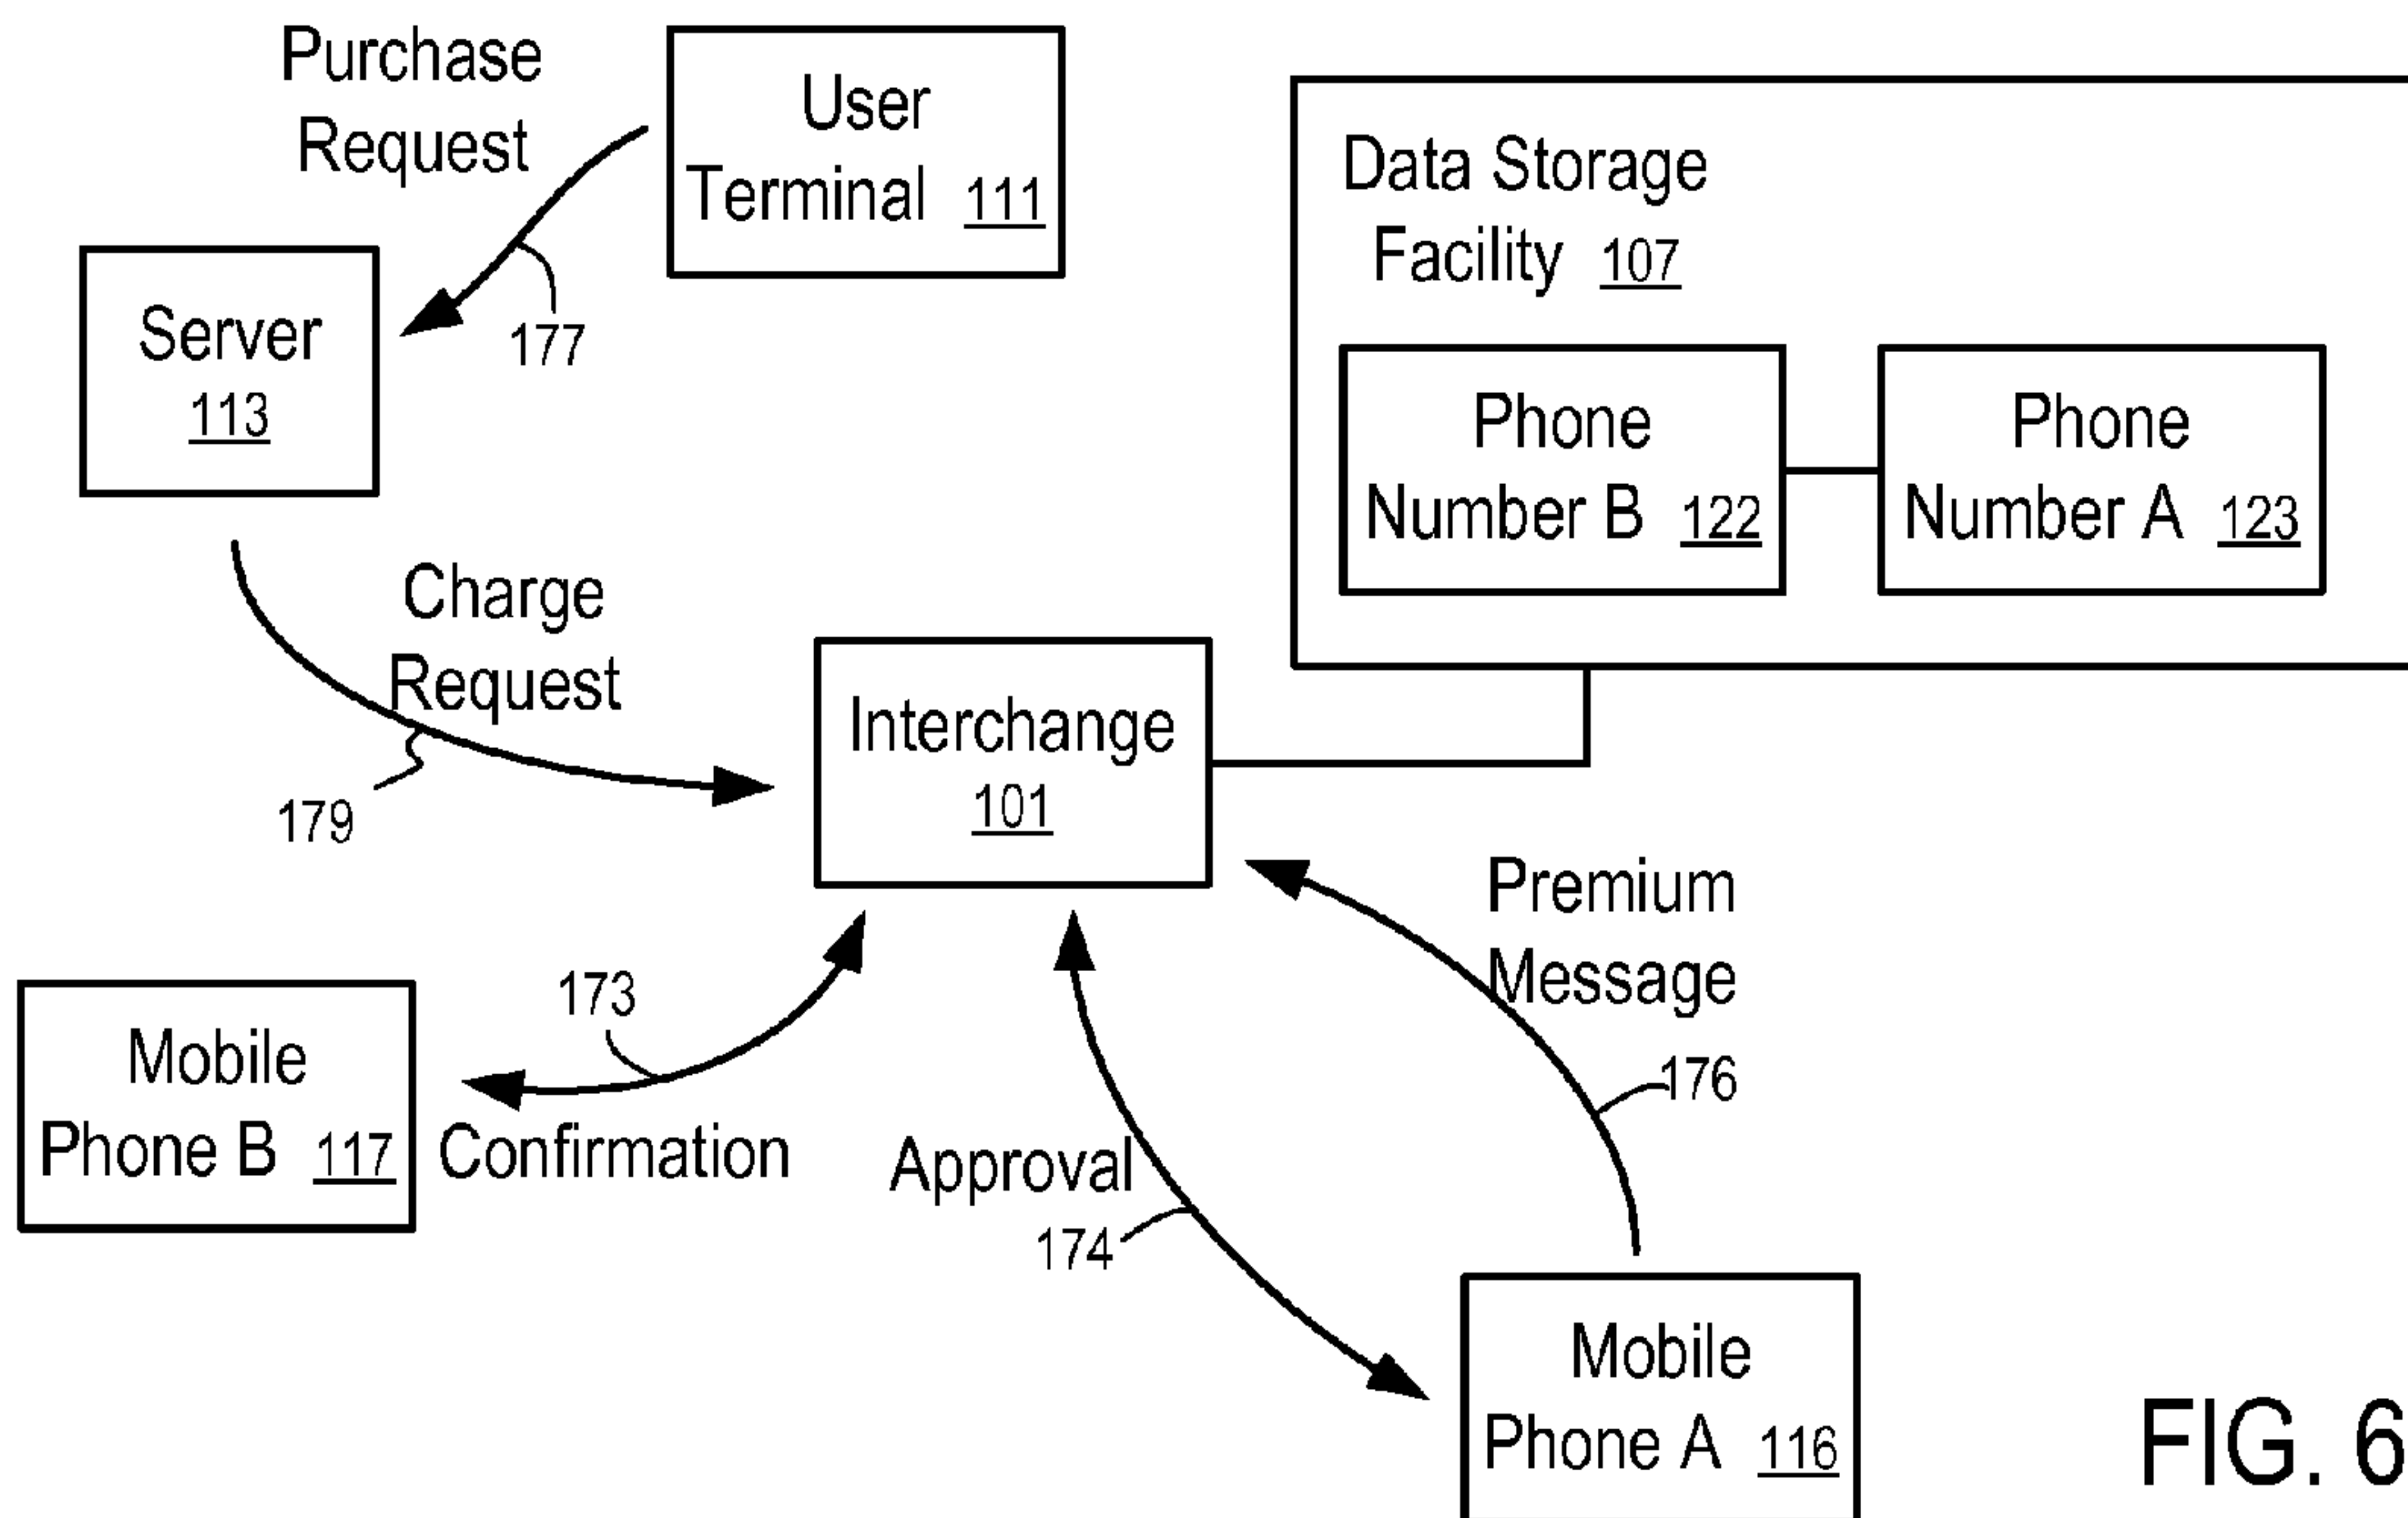 Purchase
Request
User
Terminal 111
177
Server
113
Data Storage
Facility 107
Phone
Number B 122
Phone
Number A 123
Charge
Request
179
Interchange
101
Premium
Message
176
173
Mobile
Phone B 117
Confirmation
Approval
174
Mobile
Phone A 116
FIG. 6